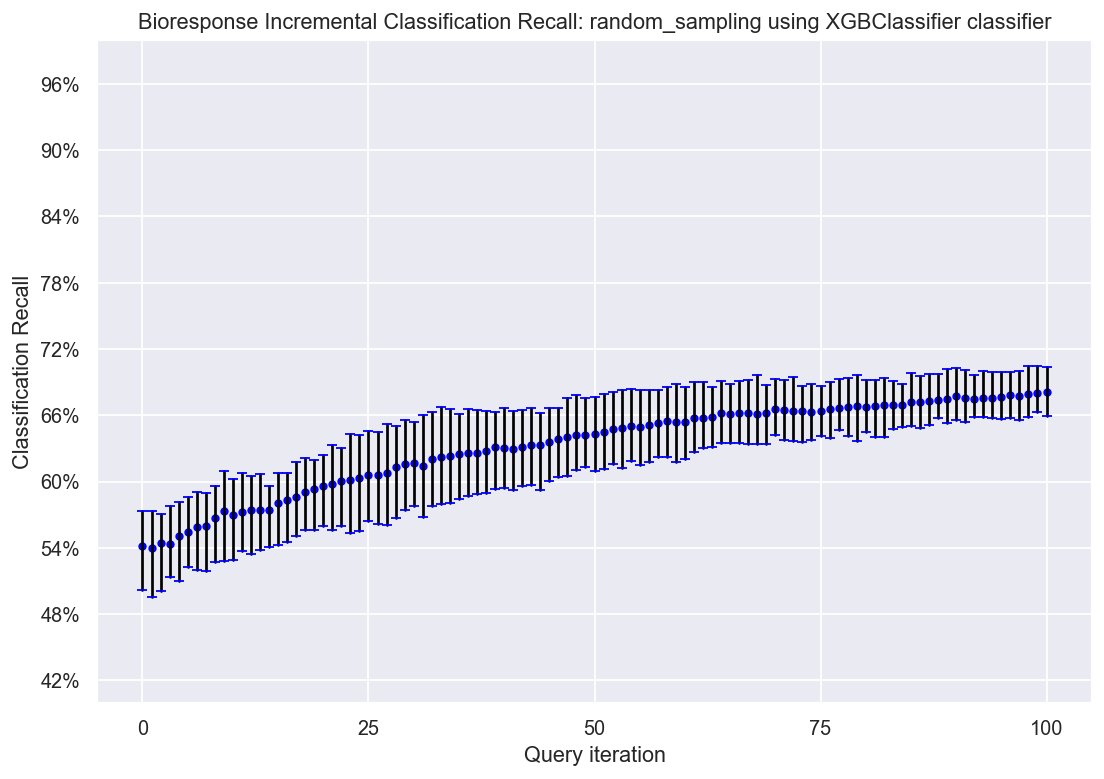 Bioresponse Incremental Classification Recall: random_sampling using XGBClassifier classifier
96%
90%
84%
78%
72%
66%
60%
54%
48%
42%
Classification Recall
0 25 50 75 100
Query iteration